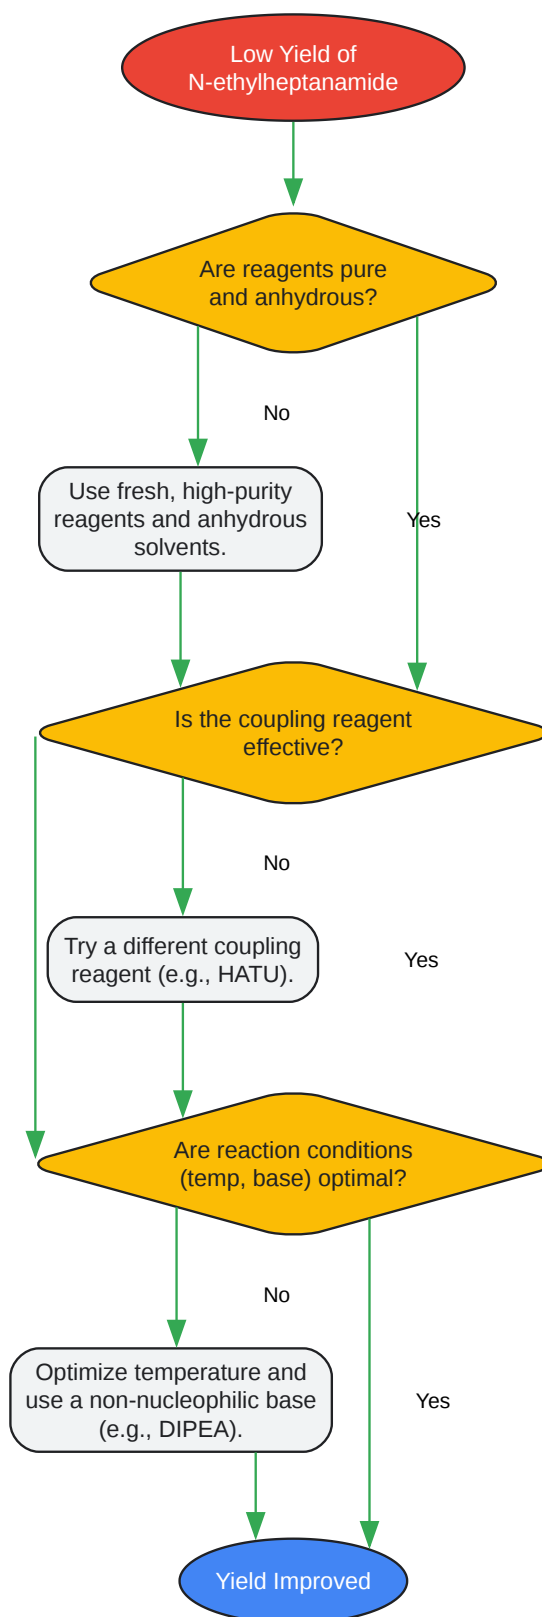 Low Yield of
N-ethylheptanamide
Are reagents pure
and anhydrous?
No
Use fresh, high-purity
reagents and anhydrous
solvents.
Yes
Is the coupling reagent
effective?
No
Try a different coupling
reagent (e.g., HATU).
Yes
Are reaction conditions
(temp, base) optimal?
No
Optimize temperature and
use a non-nucleophilic base
(e.g., DIPEA).
Yes
Yield Improved